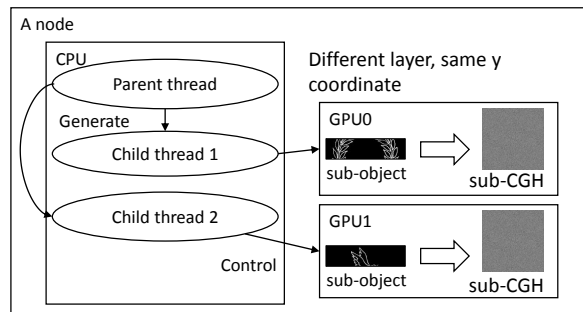 A node
CPU
Parent thread
Generate
Child thread 1
Child thread 2
Control
Different layer, same y
coordinate
GPU0
sub-object
sub-CGH
GPU1
sub-object
sub-CGH